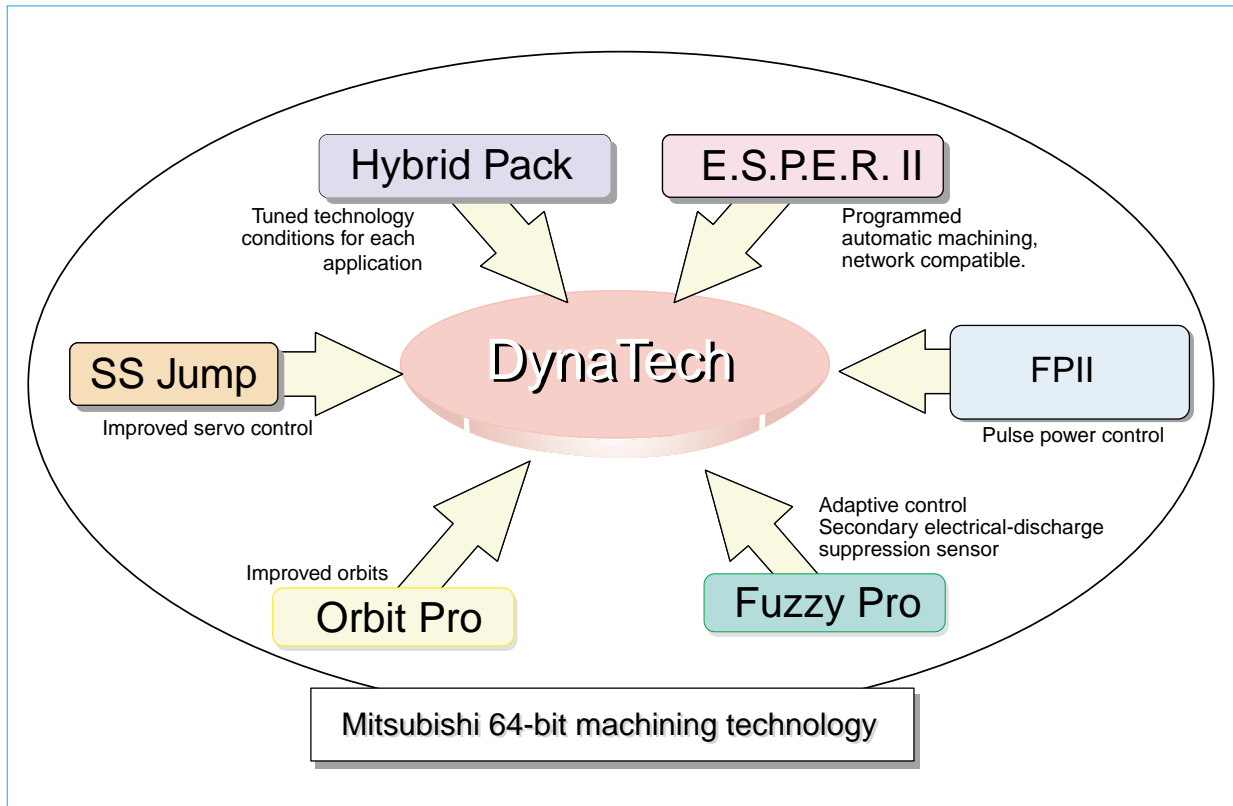 Hybrid Pack
Tuned technology
conditions for each
application
E.S.P.E.R. II
Programmed
automatic machining,
network compatible.
SS Jump
Improved servo control
DynaTech
FPII
Pulse power control
Improved orbits
Orbit Pro
Adaptive control
Secondary electrical-discharge
suppression sensor
Fuzzy Pro
Mitsubishi 64-bit machining technology